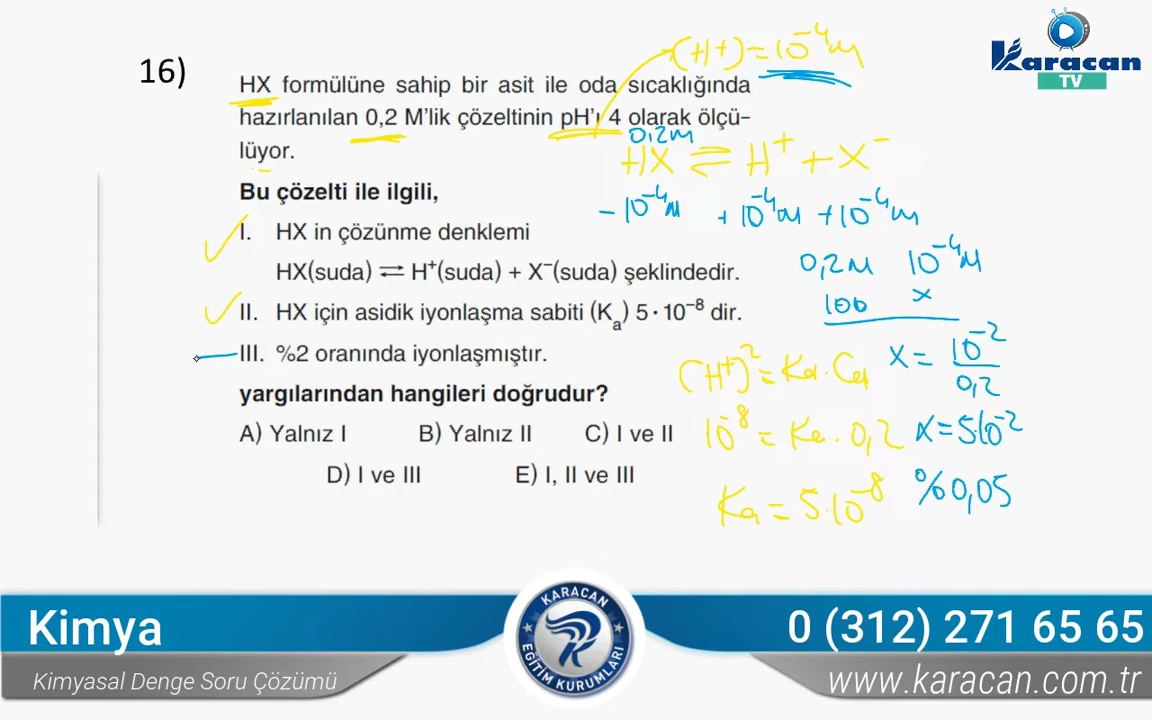 16)
(H+) = 10⁻⁴M
Karacan
TV
HX formülüne sahip bir asit ile oda sıcaklığında
hazırlanılan 0,2 M'lik çözeltinin pH'ı 4 olarak ölçü-
lüyor.
0,2M
HX ⇌ H⁺ + X⁻
- 10⁻⁴M + 10⁻⁴M + 10⁻⁴M
Bu çözelti ile ilgili,
I. HX in çözünme denklemi
HX(suda) ⇌ H⁺(suda) + X⁻(suda) şeklindedir.
II. HX için asidik iyonlaşma sabiti (Kₐ) 5·10⁻⁸ dir.
III. %2 oranında iyonlaşmıştır.
yargılarından hangileri doğrudur?
A) Yalnız I B) Yalnız II C) I ve II
D) I ve III E) I, II ve III
0,2M 10⁻⁴M
100 x
x = 10⁻²
0,2
x = 5.10⁻²
%0,05
(H⁺)² = Ka . Ca
10⁻⁸ = Ka . 0,2
Ka = 5.10⁻⁸
Kimya
Kimyasal Denge Soru Çözümü
KARACAN
EĞİTİM KURUMLARI
0 (312) 271 65 65
www.karacan.com.tr